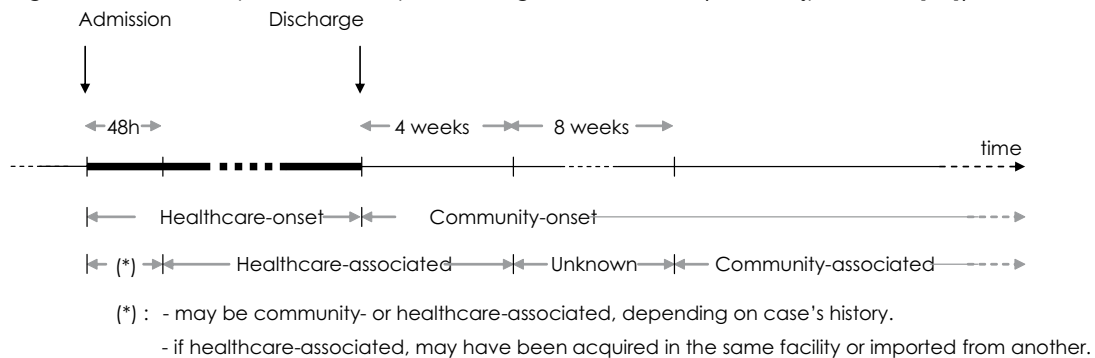 Admission Discharge
48h 4 weeks 8 weeks
time
Healthcare-onset Community-onset
(*) Healthcare-associated Unknown Community-associated
(*) : - may be community- or healthcare-associated, depending on case's history.
- if healthcare-associated, may have been acquired in the same facility or imported from another.